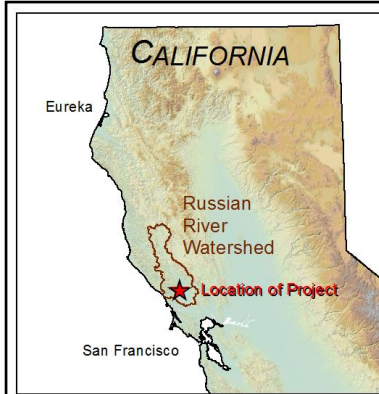 CALIFORNIA
Eureka
Russian
River
Watershed
Location of Project
San Francisco